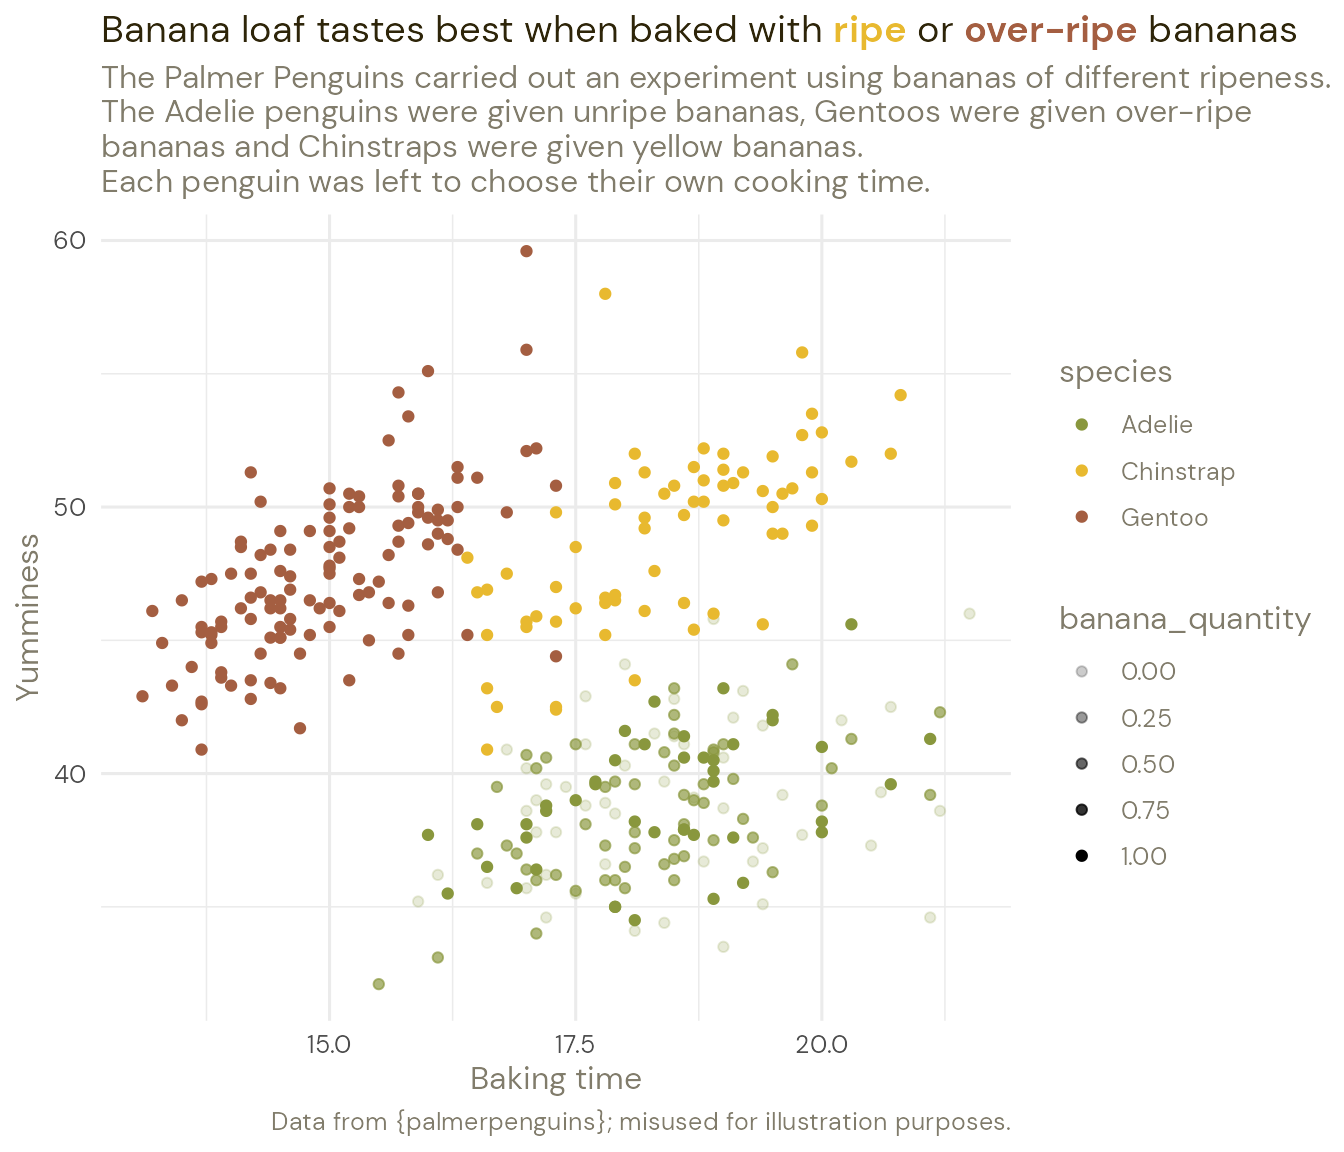 Banana loaf tastes best when baked with ripe or over-ripe bananas
The Palmer Penguins carried out an experiment using bananas of different ripeness.
The Adelie penguins were given unripe bananas, Gentoos were given over-ripe
bananas and Chinstraps were given yellow bananas.
Each penguin was left to choose their own cooking time.
60
50
40
Yumminess
15.0 17.5 20.0
Baking time
species
Adelie
Chinstrap
Gentoo
banana_quantity
0.00
0.25
0.50
0.75
1.00
Data from {palmerpenguins}; misused for illustration purposes.